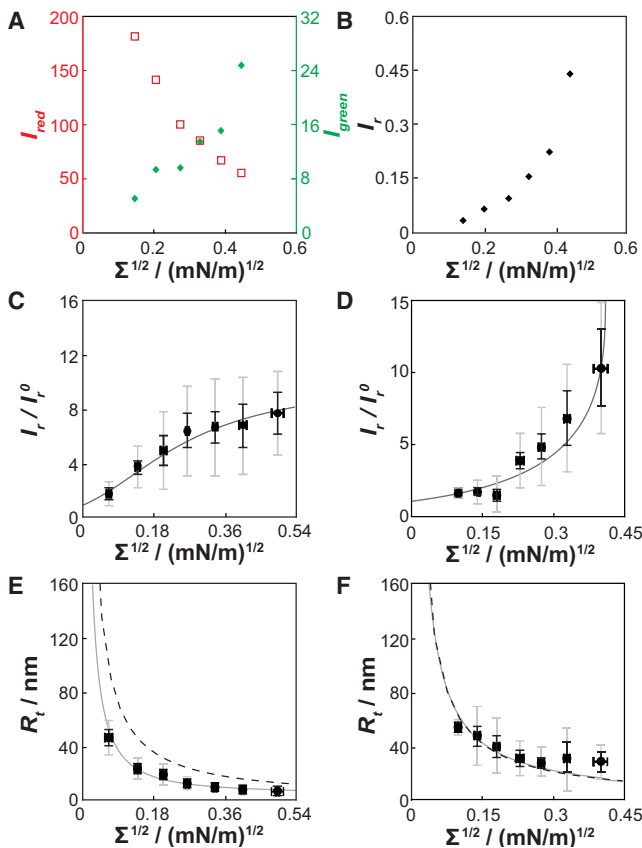 A
B
200
150
100
50
0
I_red
32
24
16
8
0
I_green
0 0.2 0.4 0.6
Σ^1/2 / (mN/m)^1/2
0.45
0.3
0.15
0
I_r
0 0.2 0.4 0.6
Σ^1/2 / (mN/m)^1/2
C
D
16
12
8
4
0
I_r / I_r^0
0 0.18 0.36 0.54
Σ^1/2 / (mN/m)^1/2
15
10
5
0
I_r / I_r^0
0 0.15 0.3 0.45
Σ^1/2 / (mN/m)^1/2
E
F
160
120
80
40
0
R_t / nm
0 0.18 0.36 0.54
Σ^1/2 / (mN/m)^1/2
160
120
80
40
0
R_t / nm
0 0.15 0.3 0.45
Σ^1/2 / (mN/m)^1/2